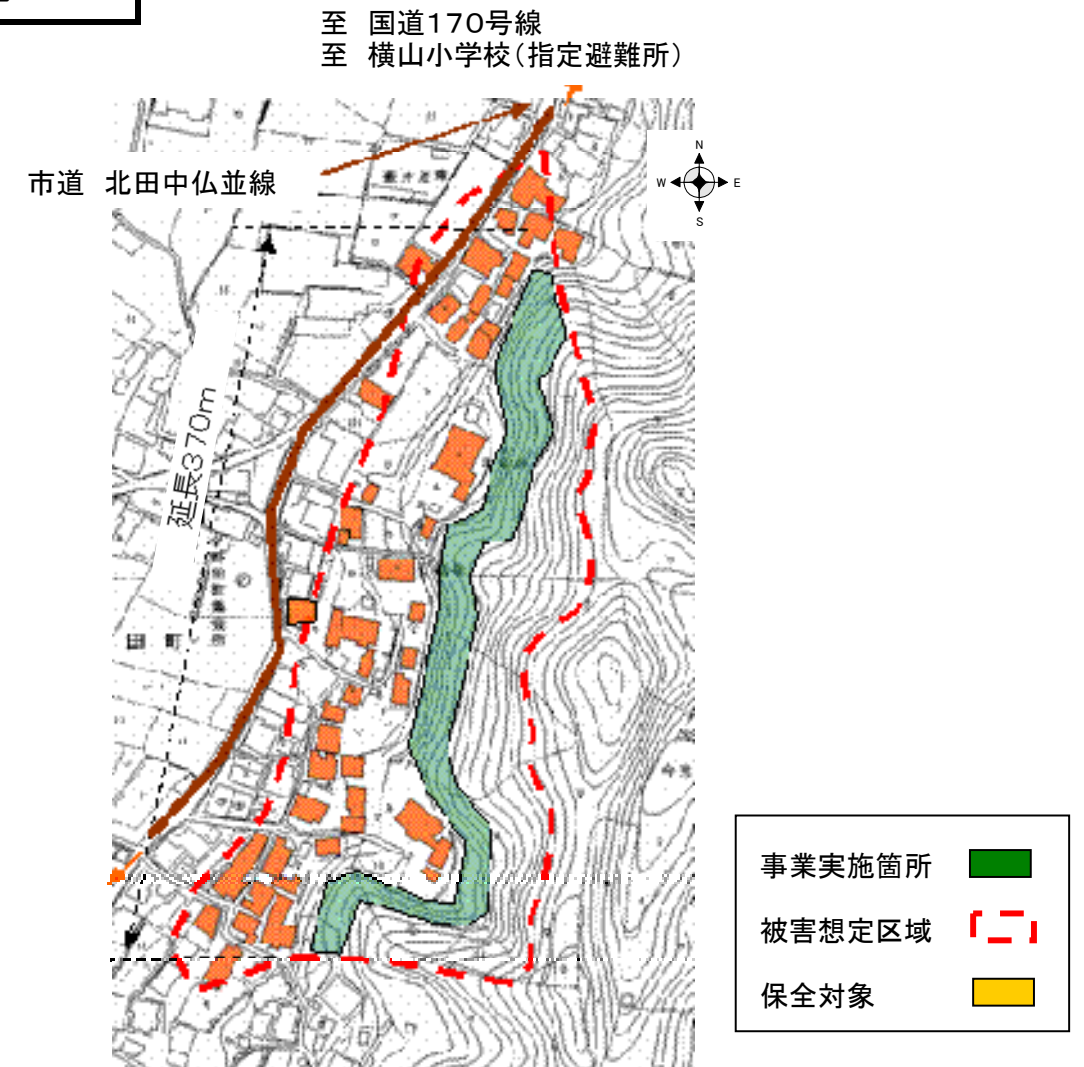 至 国道170号線
至 横山小学校(指定避難所)
市道 北田中仏並線
N
W
E
S
延長370m
田町
事業実施箇所
被害想定区域
保全対象